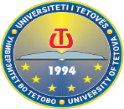 UNIVERSITETI I TETOVËS
УНИВЕРЗИТЕТ ВО ТЕТОВО
UNIVERSITY OF TETOVA
1994